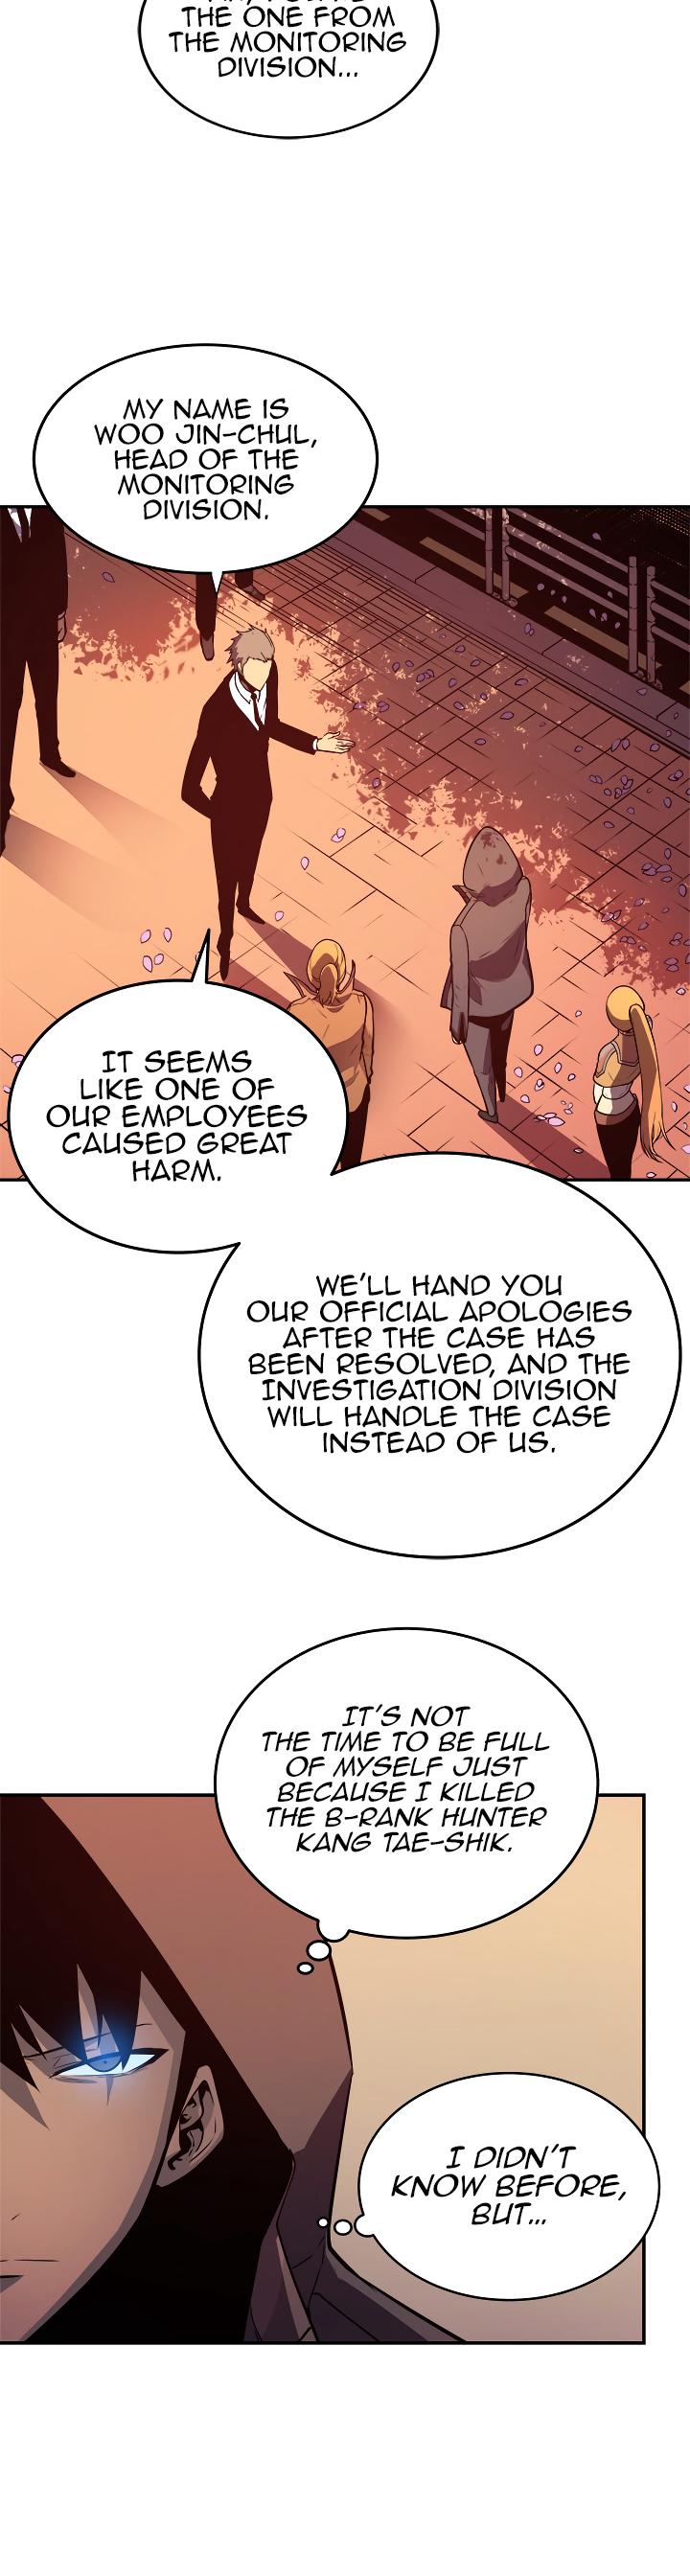 THE ONE FROM
THE MONITORING
DIVISION...
MY NAME IS
WOO JIN-CHUL,
HEAD OF THE
MONITORING
DIVISION.
IT SEEMS
LIKE ONE OF
OUR EMPLOYEES
CAUSED GREAT
HARM.
WE'LL HAND YOU
OUR OFFICIAL APOLOGIES
AFTER THE CASE HAS
BEEN RESOLVED, AND THE
INVESTIGATION DIVISION
WILL HANDLE THE CASE
INSTEAD OF US.
IT'S NOT
THE TIME TO BE FULL
OF MYSELF JUST
BECAUSE I KILLED
THE B-RANK HUNTER
KANG TAE-SHIK.
I DIDN'T
KNOW BEFORE,
BUT...